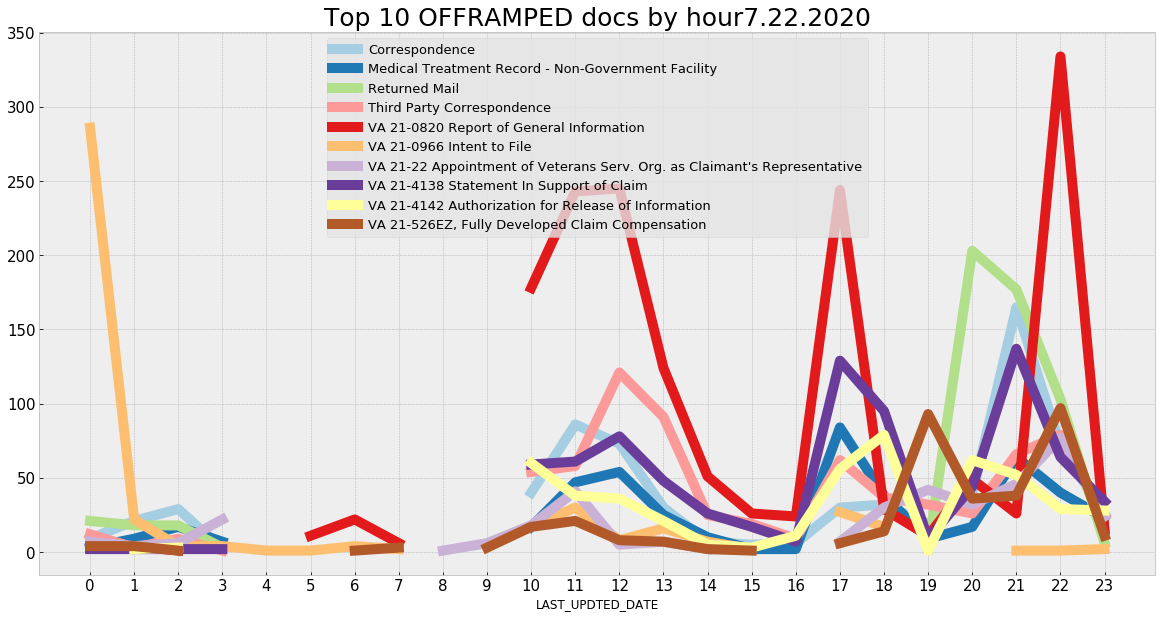 Top 10 OFFRAMPED docs by hour7.22.2020
350
300
250
200
150
100
50
0
Correspondence
Medical Treatment Record - Non-Government Facility
Returned Mail
Third Party Correspondence
VA 21-0820 Report of General Information
VA 21-0966 Intent to File
VA 21-22 Appointment of Veterans Serv. Org. as Claimant's Representative
VA 21-4138 Statement In Support of Claim
VA 21-4142 Authorization for Release of Information
VA 21-526EZ, Fully Developed Claim Compensation
0 1 2 3 4 5 6 7 8 9 10 11 12 13 14 15 16 17 18 19 20 21 22 23
LAST_UPDTED_DATE